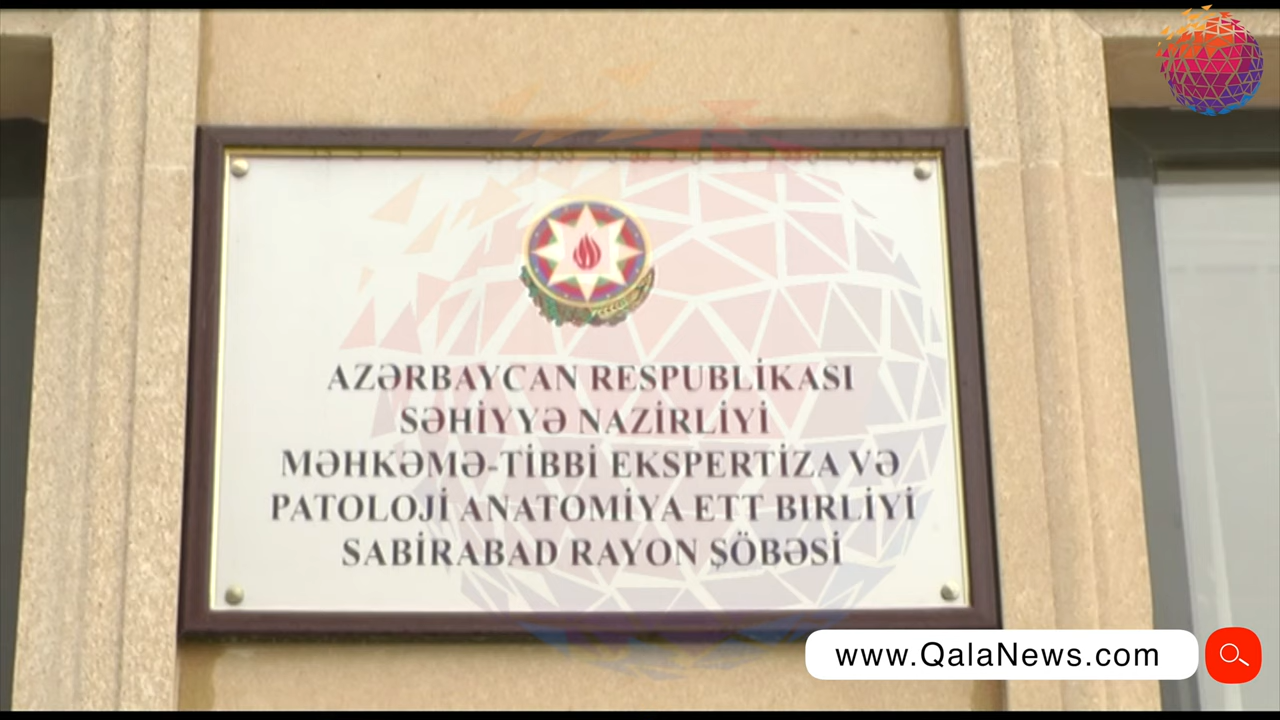 AZƏRBAYCAN RESPUBLİKASI
SƏHİYYƏ NAZİRLİYİ
MƏHKƏMƏ-TİBBİ EKSPERTİZA VƏ
PATOLOJİ ANATOMİYA ETT BİRLİYİ
SABİRABAD RAYON ŞÖBƏSİ
www.QalaNews.com